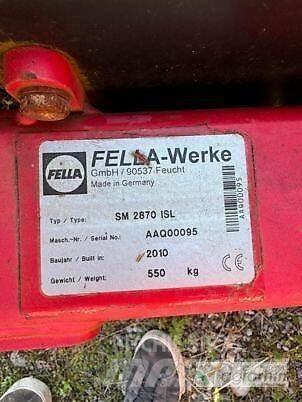 FELLA
FELLA-Werke
GmbH / 90537 Feucht
Made in Germany
Typ / Type: SM 2870 ISL
Masch.-Nr. / Serial No.: AAQ00095
Baujahr / Built in: 2010
Gewicht / Weight: 550 kg
CE
AAQ00095